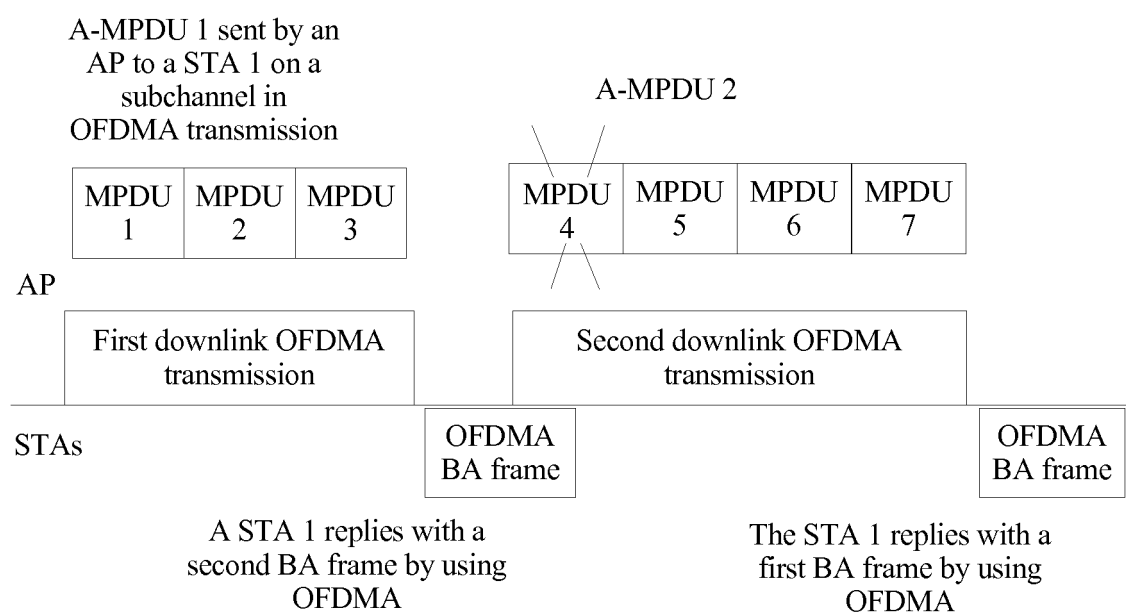 A-MPDU 1 sent by an
AP to a STA 1 on a
subchannel in
OFDMA transmission
A-MPDU 2
MPDU 1
MPDU 2
MPDU 3
MPDU 4
MPDU 5
MPDU 6
MPDU 7
AP
First downlink OFDMA
transmission
Second downlink OFDMA
transmission
STAs
OFDMA
BA frame
OFDMA
BA frame
A STA 1 replies with a
second BA frame by using
OFDMA
The STA 1 replies with a
first BA frame by using
OFDMA